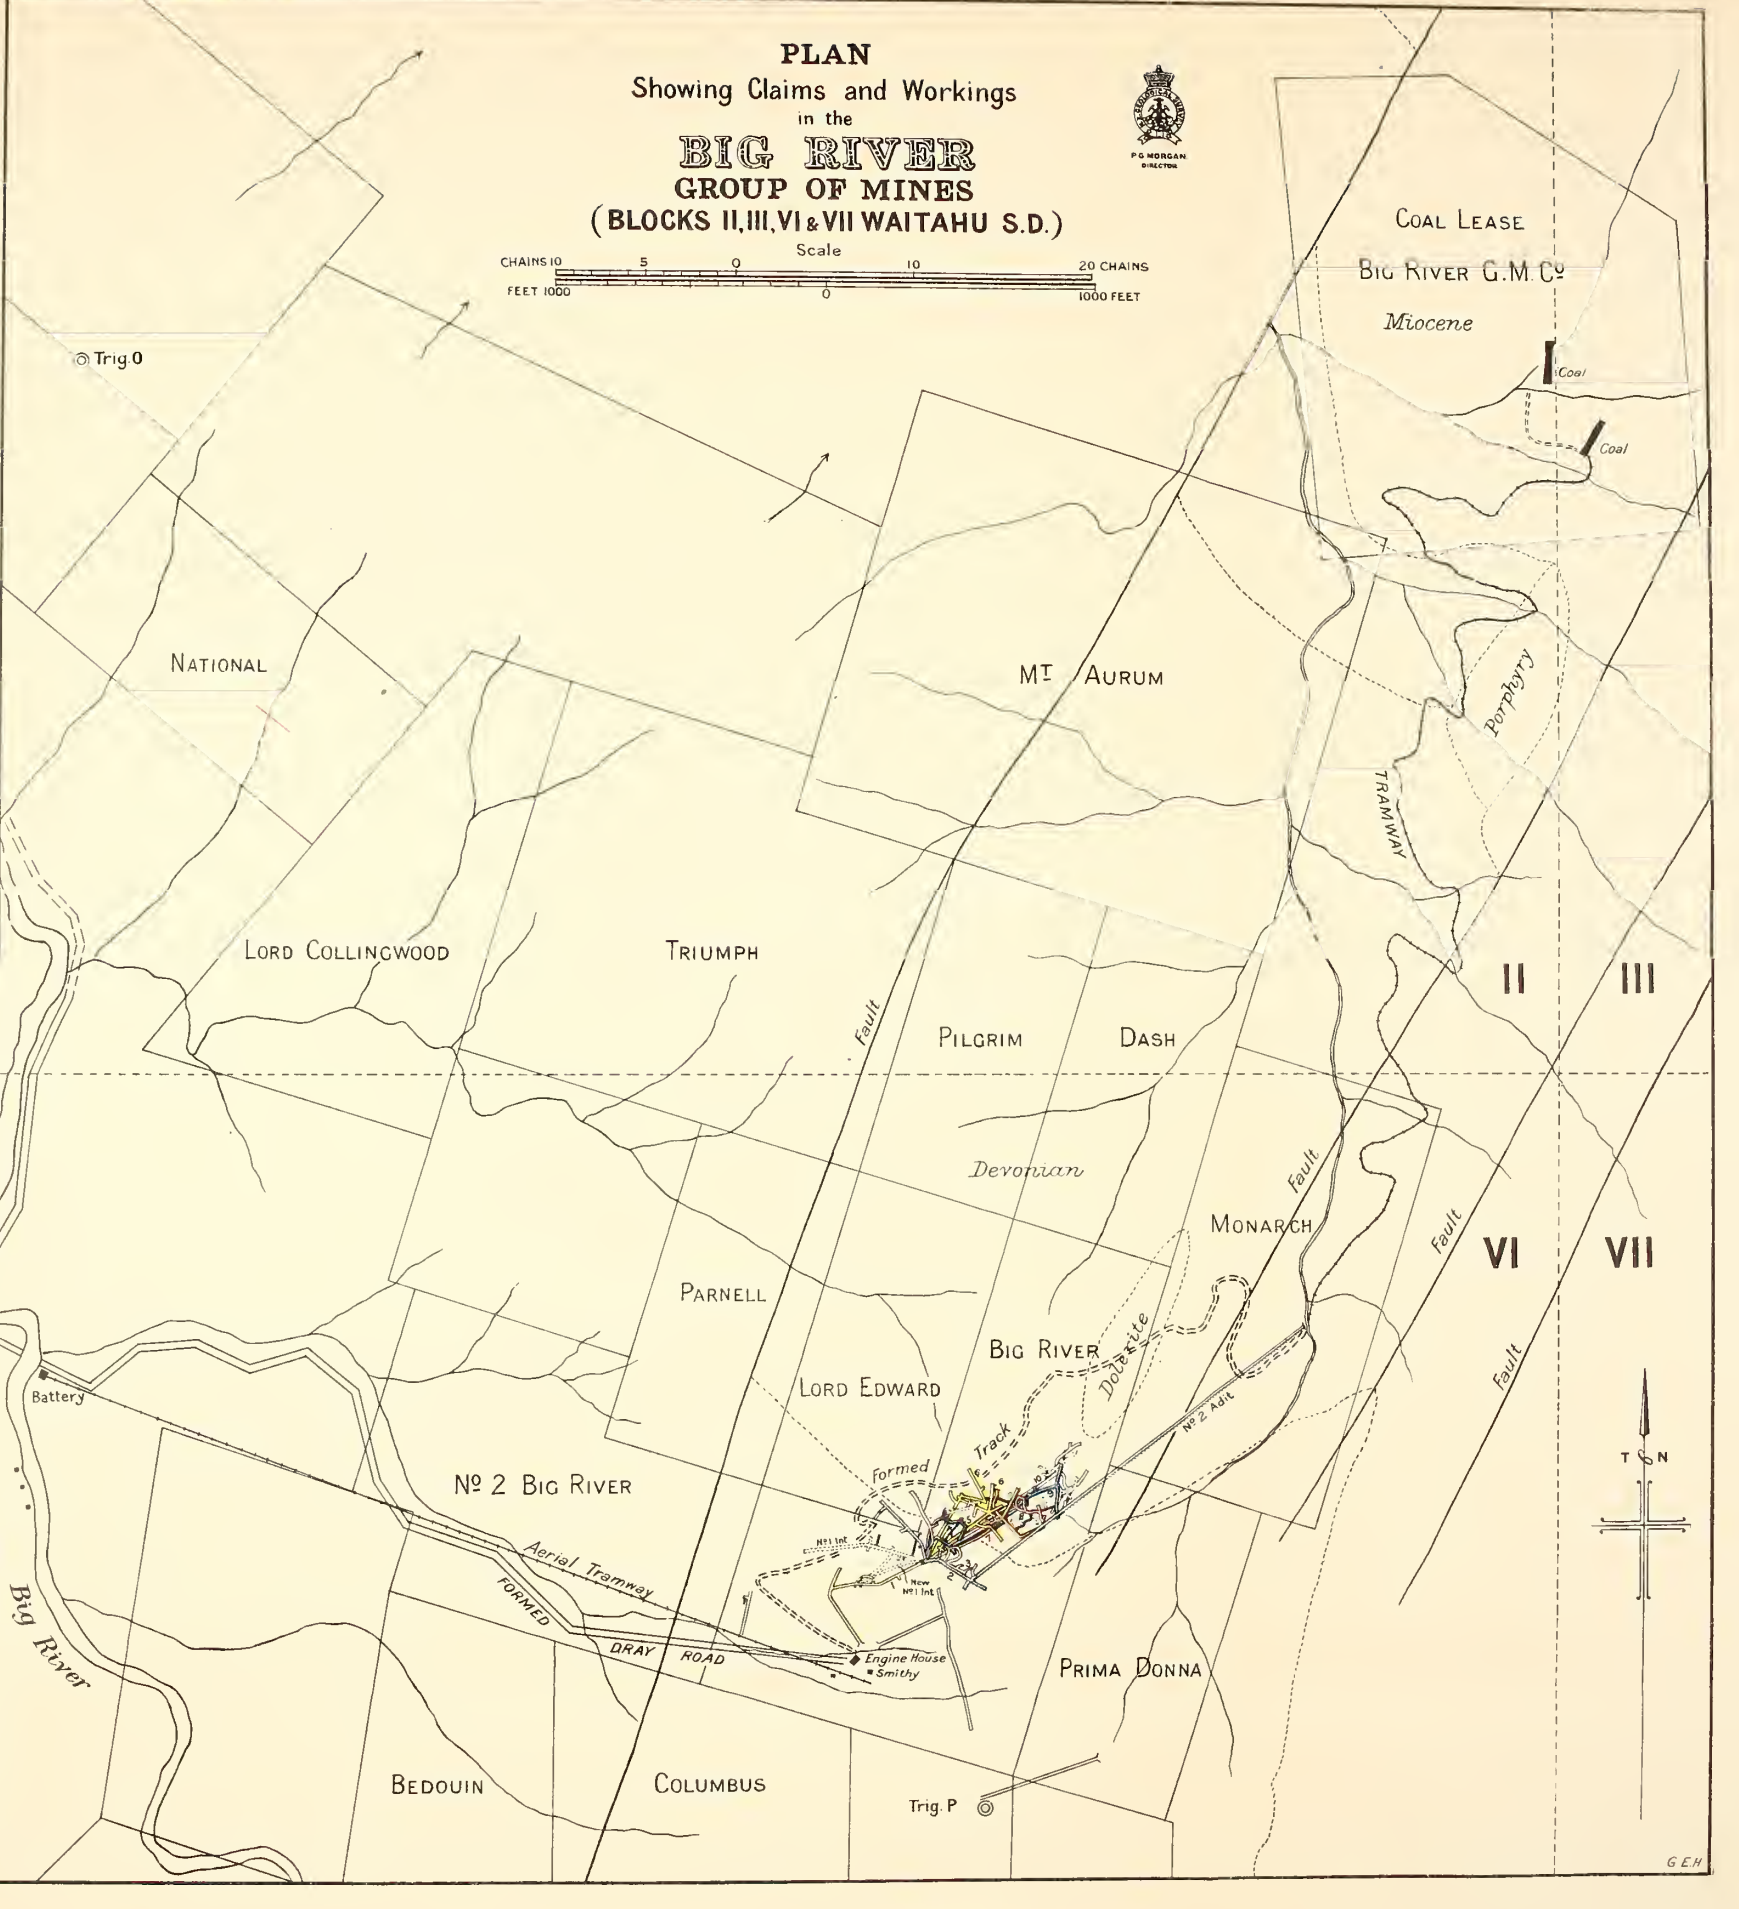 PLAN
Showing Claims and Workings
in the
BIG RIVER
GROUP OF MINES
(BLOCKS II, III, VI & VII WAITAHU S.D.)
Scale
CHAINS 10 5 0 10 20 CHAINS
FEET 1000 0 1000 FEET
P G MORGAN
DIRECTOR
COAL LEASE
BIG RIVER G.M. Co
Miocene
Coal
Coal
Trig. O
NATIONAL
MT AURUM
Porphyry
TRAMWAY
LORD COLLINGWOOD
TRIUMPH
II
III
Fault
PILGRIM
DASH
Devonian
Fault
MONARCH
Fault
VI
VII
PARNELL
BIG RIVER
Dolerite
Fault
LORD EDWARD
Battery
No 2 Adit
Track
Formed
T N
No 2 BIG RIVER
No 1 Int
Aerial Tramway
New
No 1 Int
FORMED
DRAY ROAD
Big River
Engine House
Smithy
PRIMA DONNA
BEDOUIN
COLUMBUS
Trig. P
G E.H